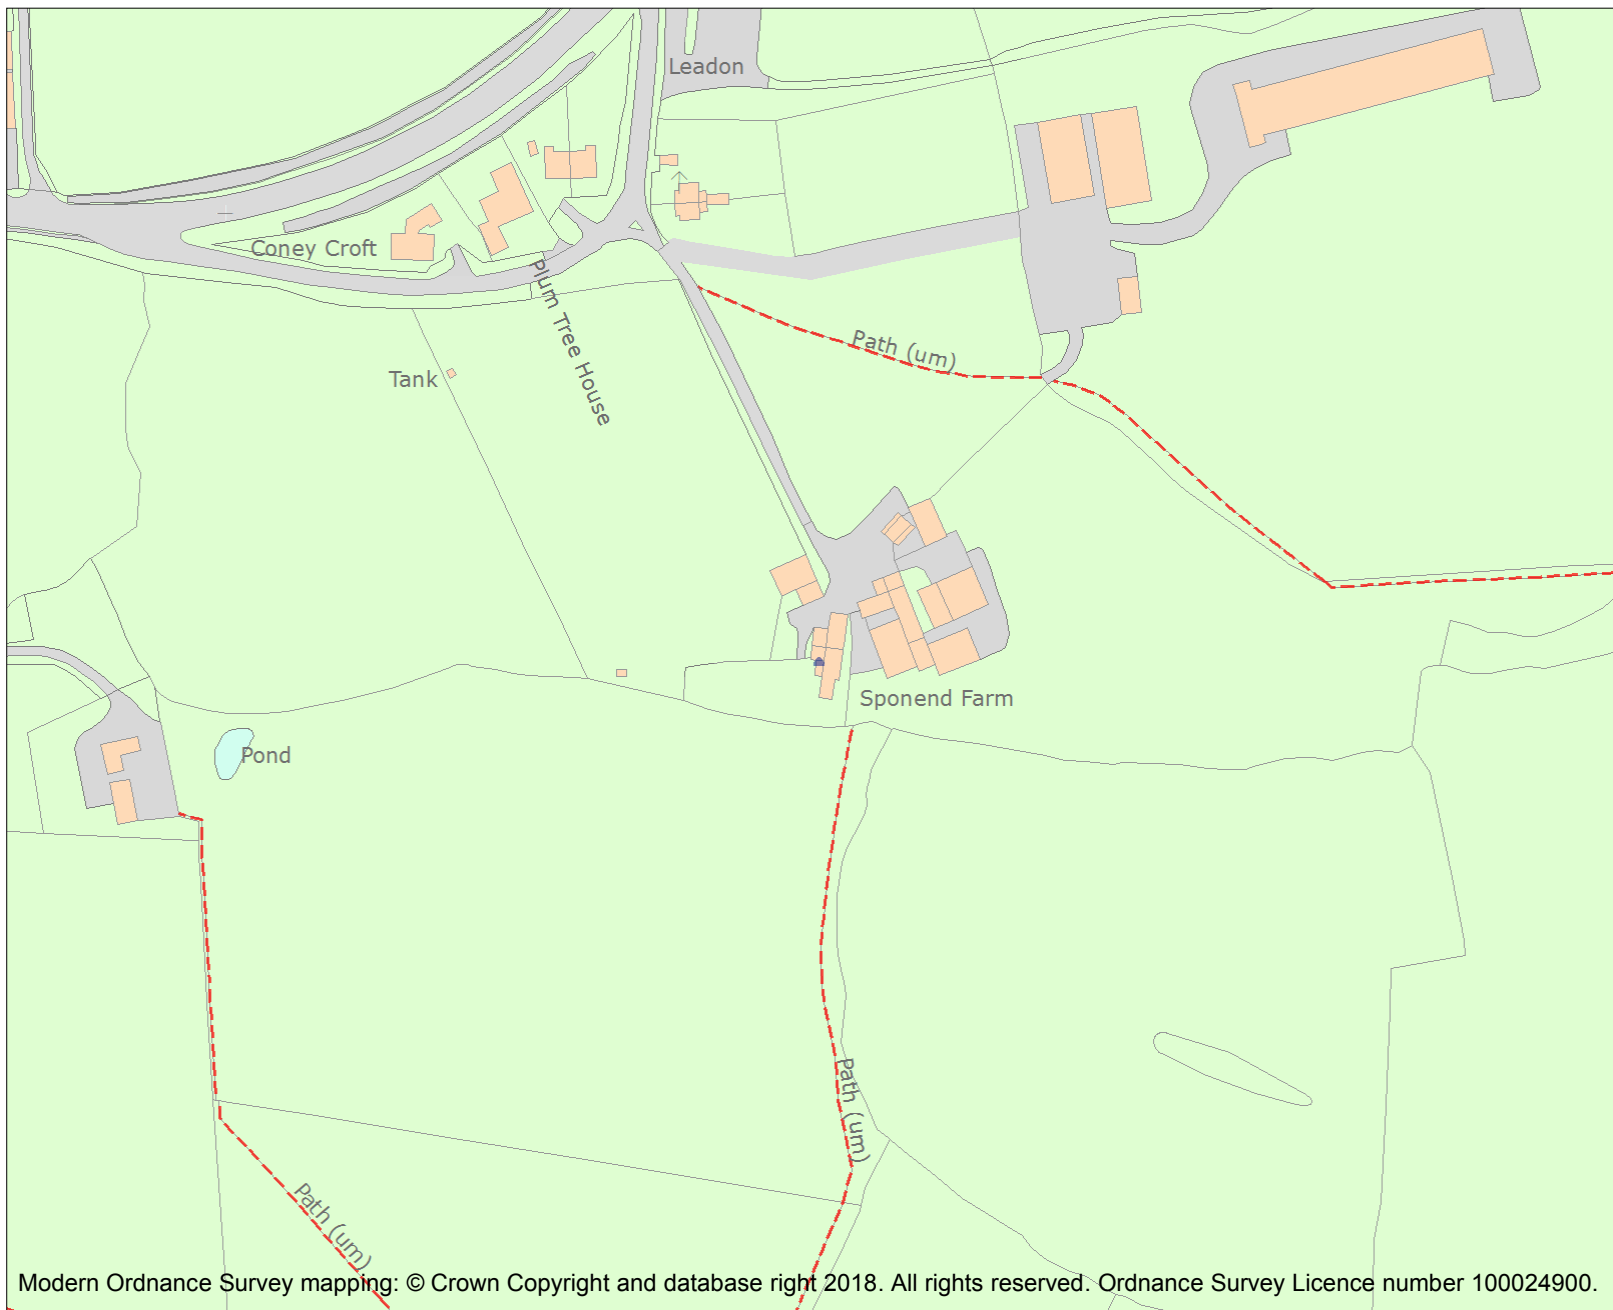 Leadon
Coney Croft
Plum Tree House
Path (um)
Tank
Sponend Farm
Pond
Path (um)
Path (um)
Modern Ordnance Survey mapping: © Crown Copyright and database right 2018. All rights reserved. Ordnance Survey Licence number 100024900.